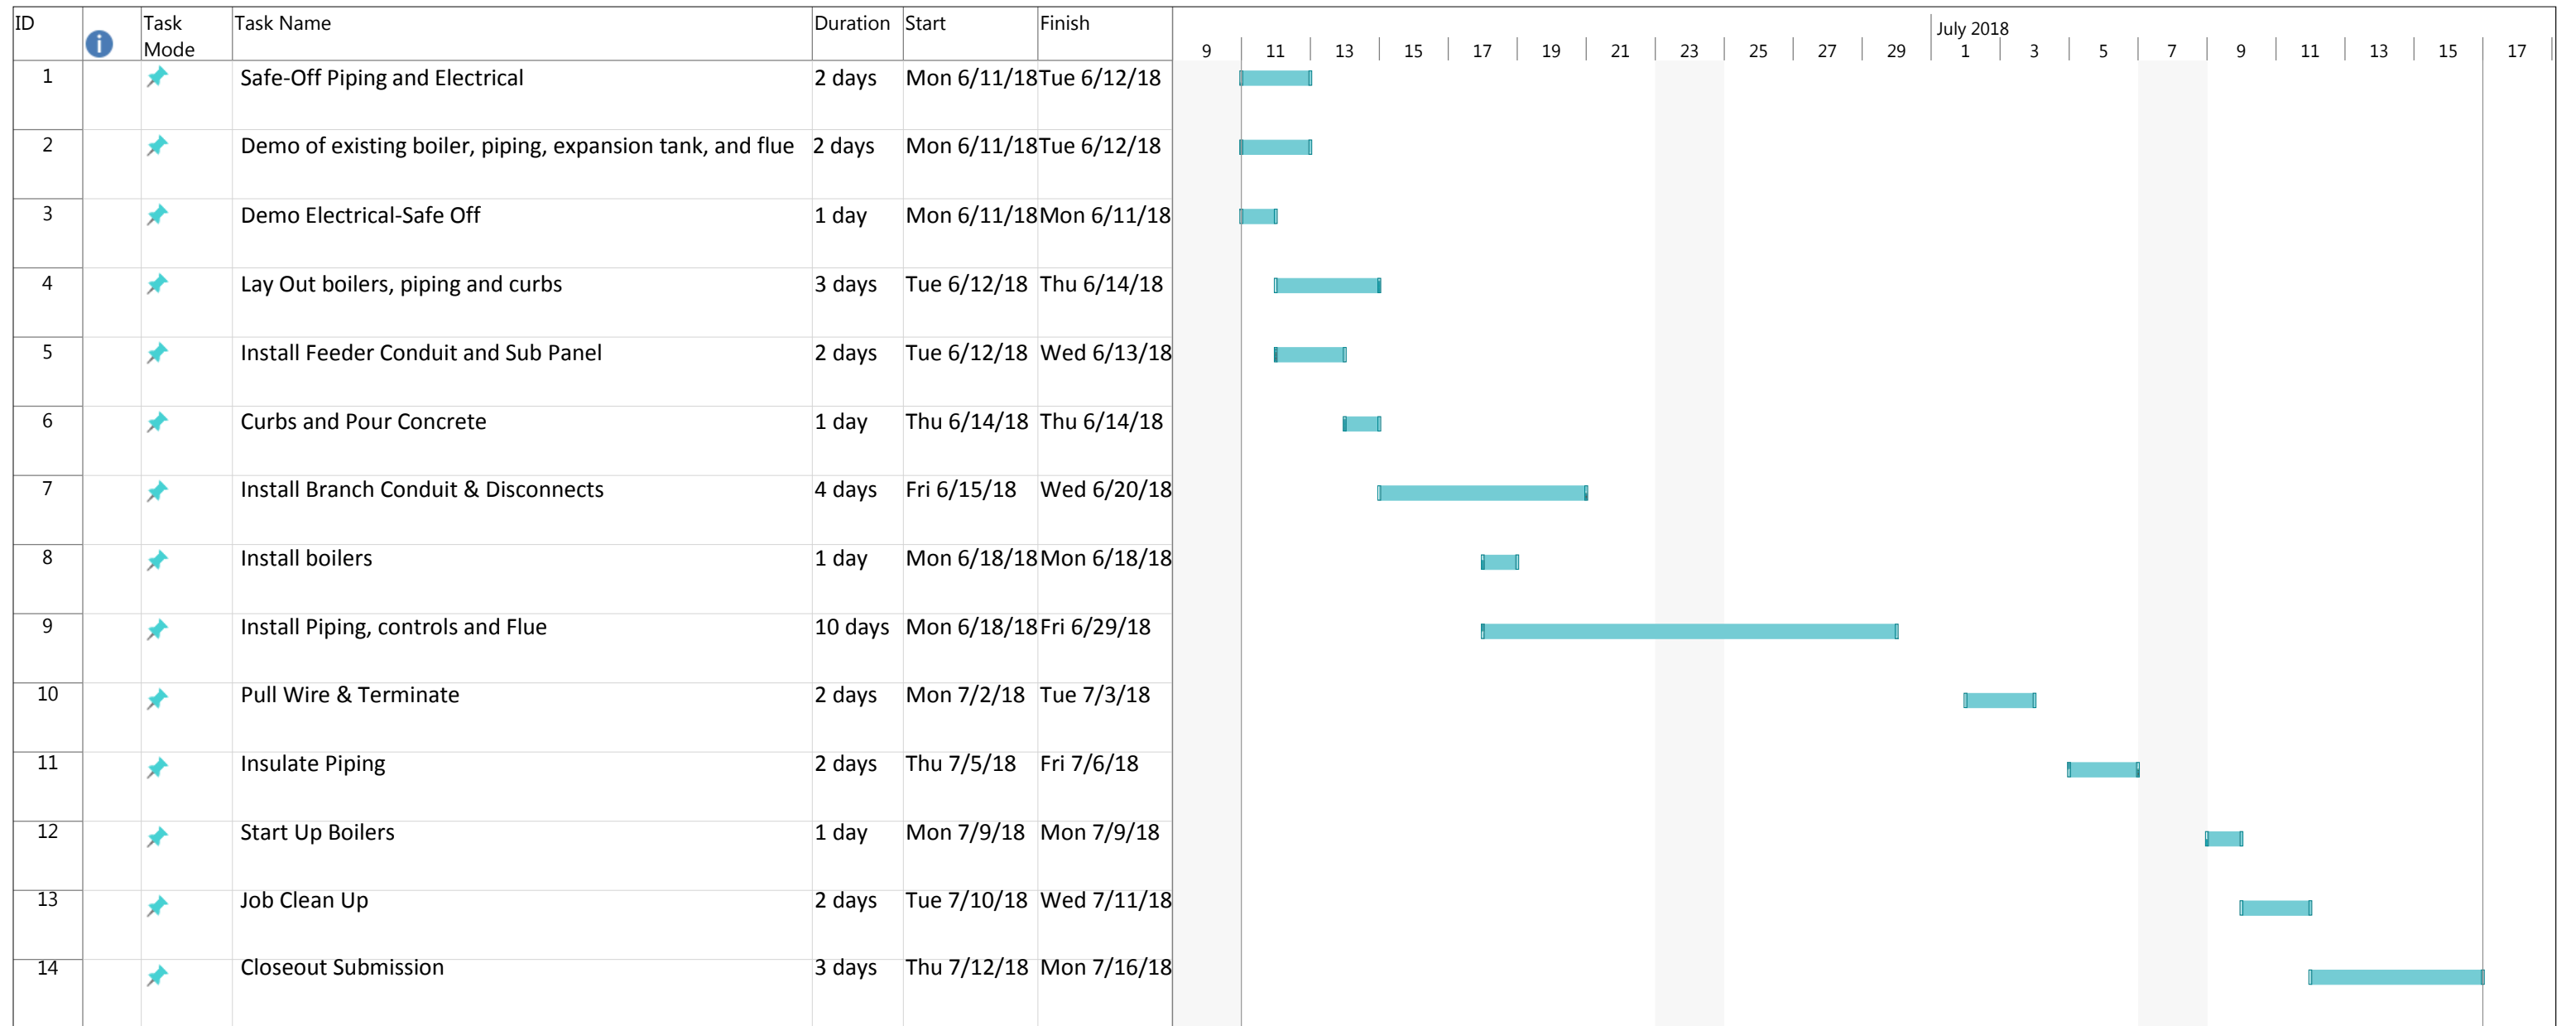 ID Task Mode Task Name Duration Start Finish
July 2018
9 11 13 15 17 19 21 23 25 27 29 1 3 5 7 9 11 13 15 17
1 Safe-Off Piping and Electrical 2 days Mon 6/11/18 Tue 6/12/18
2 Demo of existing boiler, piping, expansion tank, and flue 2 days Mon 6/11/18 Tue 6/12/18
3 Demo Electrical-Safe Off 1 day Mon 6/11/18 Mon 6/11/18
4 Lay Out boilers, piping and curbs 3 days Tue 6/12/18 Thu 6/14/18
5 Install Feeder Conduit and Sub Panel 2 days Tue 6/12/18 Wed 6/13/18
6 Curbs and Pour Concrete 1 day Thu 6/14/18 Thu 6/14/18
7 Install Branch Conduit & Disconnects 4 days Fri 6/15/18 Wed 6/20/18
8 Install boilers 1 day Mon 6/18/18 Mon 6/18/18
9 Install Piping, controls and Flue 10 days Mon 6/18/18 Fri 6/29/18
10 Pull Wire & Terminate 2 days Mon 7/2/18 Tue 7/3/18
11 Insulate Piping 2 days Thu 7/5/18 Fri 7/6/18
12 Start Up Boilers 1 day Mon 7/9/18 Mon 7/9/18
13 Job Clean Up 2 days Tue 7/10/18 Wed 7/11/18
14 Closeout Submission 3 days Thu 7/12/18 Mon 7/16/18